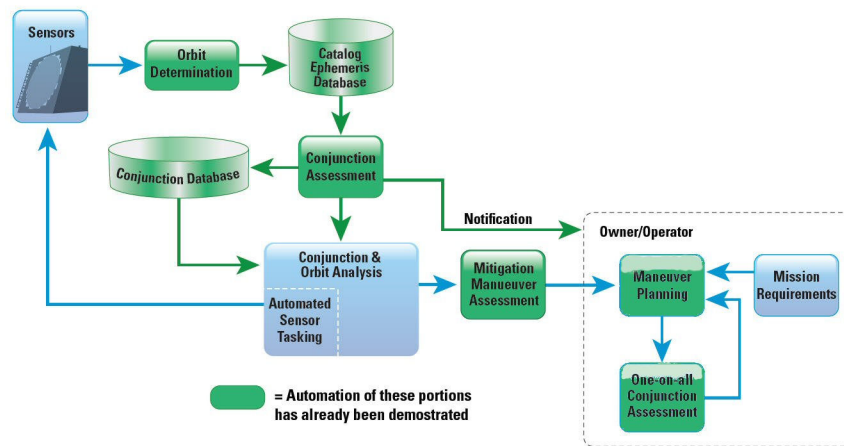 Sensors
Orbit
Determination
Catalog
Ephemeris
Database
Conjunction Database
Conjunction
Assessment
Notification
Owner/Operator
Conjunction &
Orbit Analysis
Automated
Sensor
Tasking
Mitigation
Manueuver
Assessment
Maneuver
Planning
Mission
Requirements
One-on-all
Conjunction
Assessment
= Automation of these portions
has already been demostrated